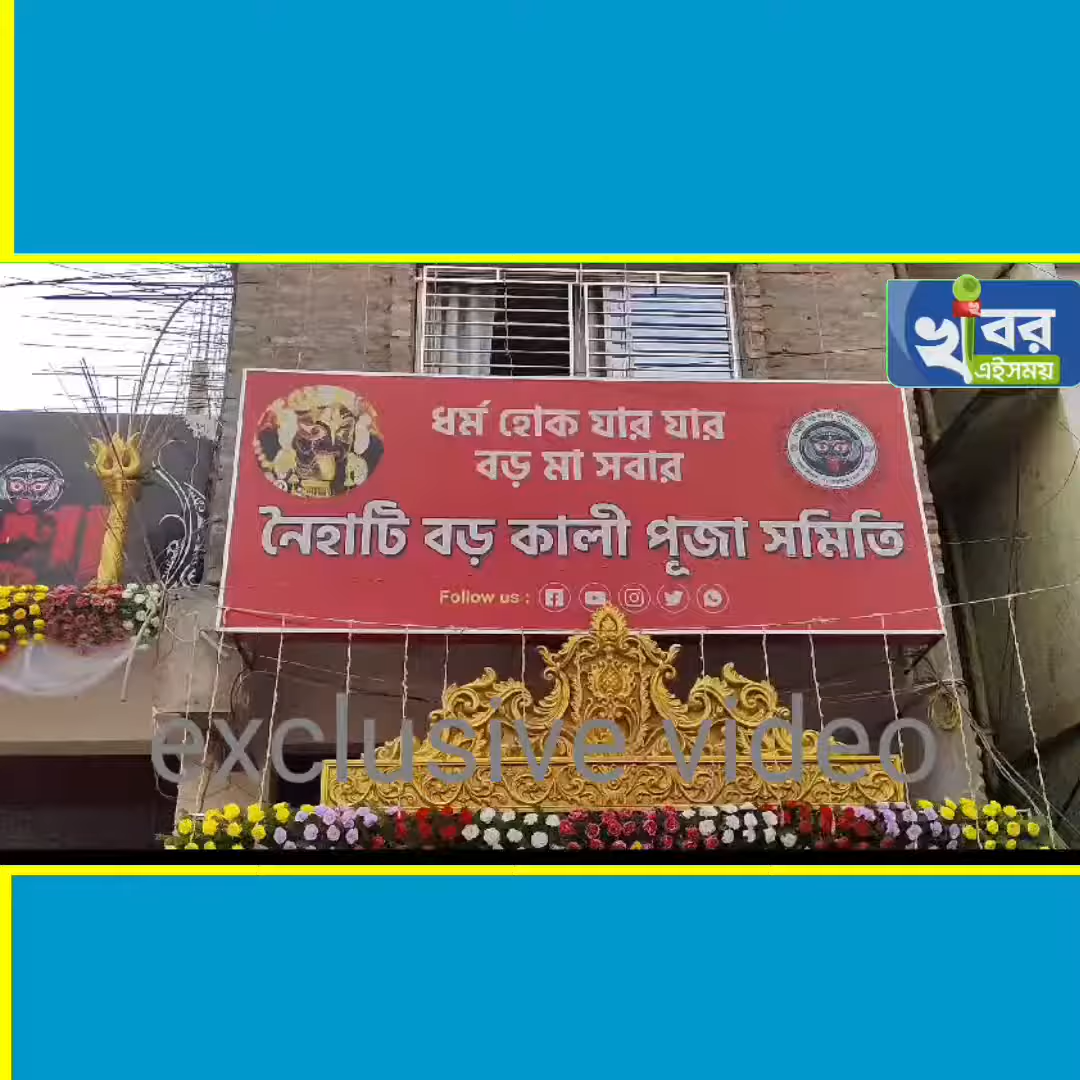 খবর
এইসময়
ধর্ম হোক যার যার
বড় মা সবার
নৈহাটি বড় কালী পূজা সমিতি
Follow us :
exclusive video